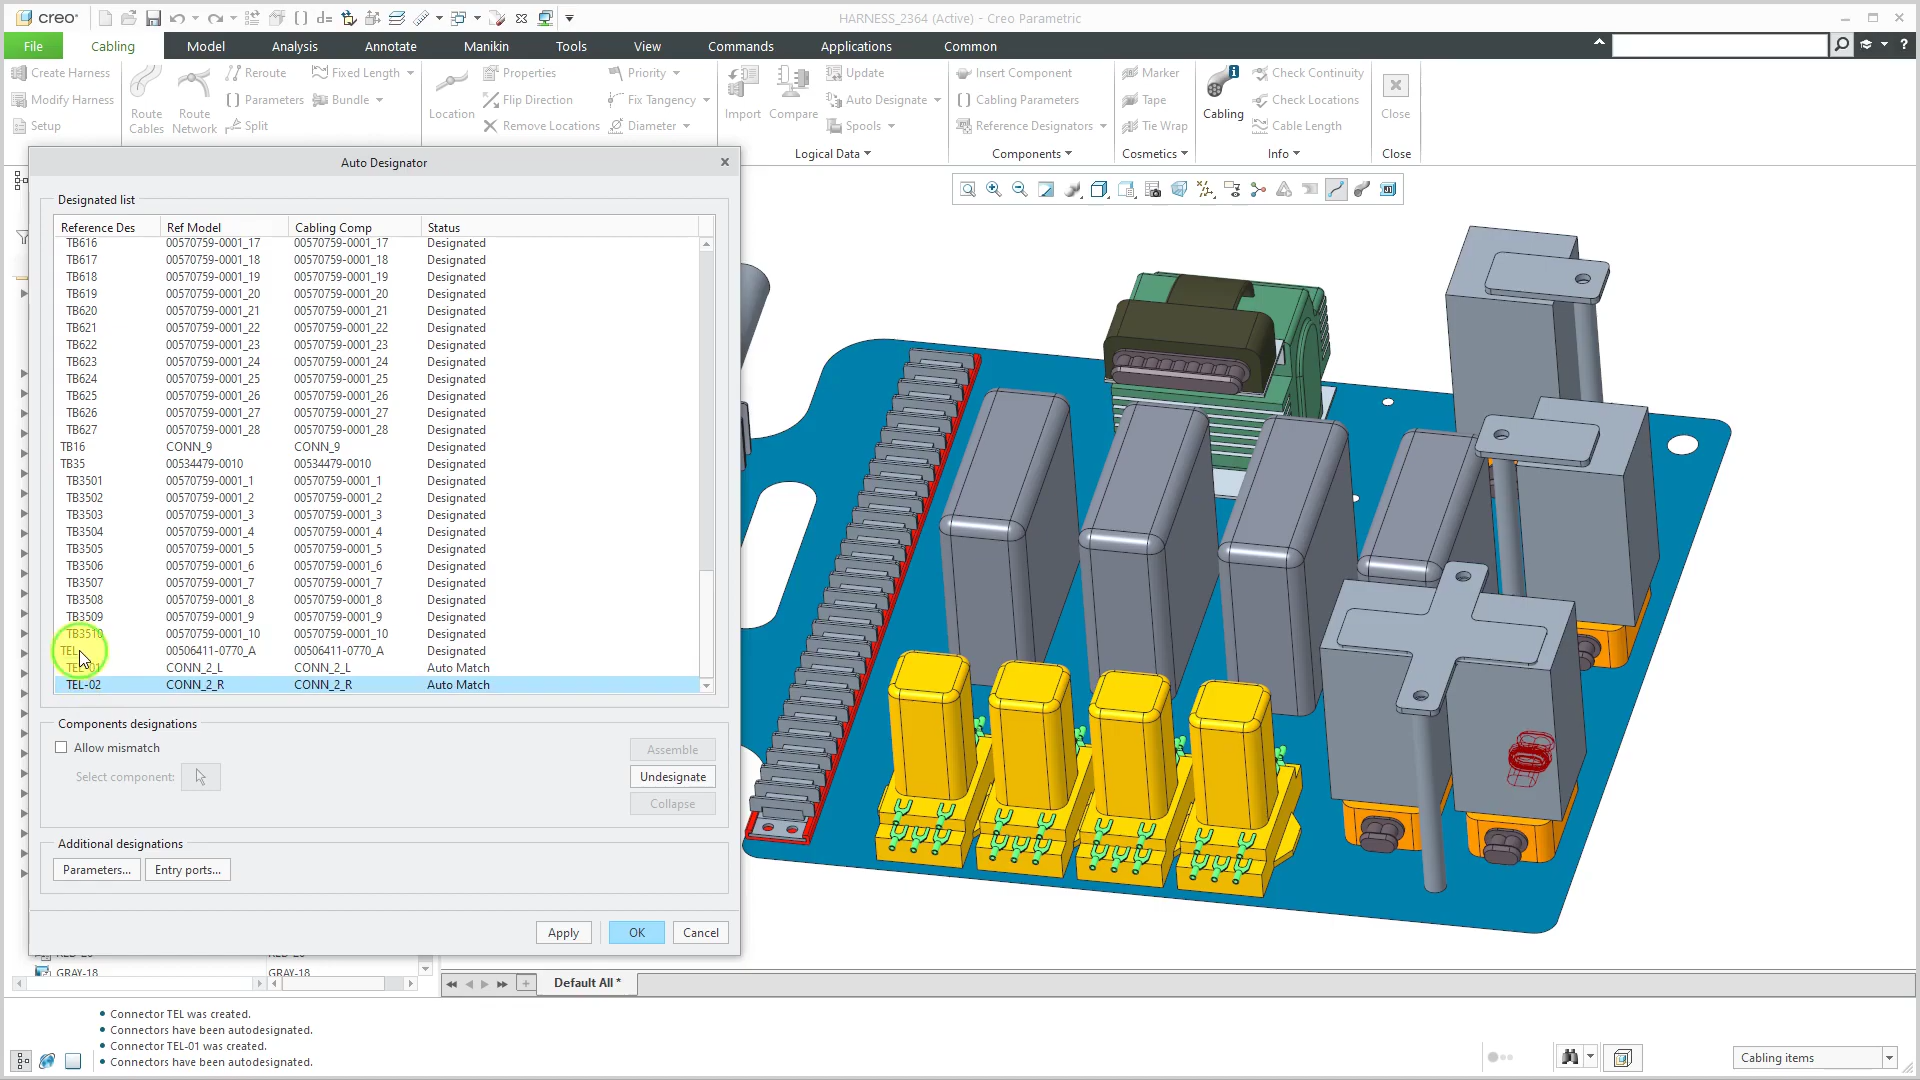 creo
d=
HARNESS_2364 (Active) - Creo Parametric
File
Cabling
Model
Analysis
Annotate
Manikin
Tools
View
Commands
Applications
Common
?
Create Harness
Modify Harness
Setup
Route Cables
Route Network
Reroute
Parameters
Split
Fixed Length
Bundle
Location
Properties
Flip Direction
Remove Locations
Priority
Fix Tangency
Diameter
Import
Compare
Update
Auto Designate
Spools
Logical Data
Insert Component
Cabling Parameters
Reference Designators
Components
Marker
Tape
Tie Wrap
Cosmetics
Cabling
Check Continuity
Check Locations
Cable Length
Info
Close
Close
Auto Designator
Designated list
Reference Des Ref Model Cabling Comp Status
TB616 00570759-0001_17 00570759-0001_17 Designated
TB617 00570759-0001_18 00570759-0001_18 Designated
TB618 00570759-0001_19 00570759-0001_19 Designated
TB619 00570759-0001_20 00570759-0001_20 Designated
TB620 00570759-0001_21 00570759-0001_21 Designated
TB621 00570759-0001_22 00570759-0001_22 Designated
TB622 00570759-0001_23 00570759-0001_23 Designated
TB623 00570759-0001_24 00570759-0001_24 Designated
TB624 00570759-0001_25 00570759-0001_25 Designated
TB625 00570759-0001_26 00570759-0001_26 Designated
TB626 00570759-0001_27 00570759-0001_27 Designated
TB627 00570759-0001_28 00570759-0001_28 Designated
TB16 CONN_9 CONN_9 Designated
TB35 00534479-0010 00534479-0010 Designated
TB3501 00570759-0001_1 00570759-0001_1 Designated
TB3502 00570759-0001_2 00570759-0001_2 Designated
TB3503 00570759-0001_3 00570759-0001_3 Designated
TB3504 00570759-0001_4 00570759-0001_4 Designated
TB3505 00570759-0001_5 00570759-0001_5 Designated
TB3506 00570759-0001_6 00570759-0001_6 Designated
TB3507 00570759-0001_7 00570759-0001_7 Designated
TB3508 00570759-0001_8 00570759-0001_8 Designated
TB3509 00570759-0001_9 00570759-0001_9 Designated
TB3510 00570759-0001_10 00570759-0001_10 Designated
TEL 00506411-0770_A 00506411-0770_A Designated
TEL-01 CONN_2_L CONN_2_L Auto Match
TEL-02 CONN_2_R CONN_2_R Auto Match
Components designations
Allow mismatch
Select component:
Assemble
Undesignate
Collapse
Additional designations
Parameters...
Entry ports...
Apply
OK
Cancel
GRAY-18 GRAY-18
Default All *
Connector TEL was created.
Connectors have been autodesignated.
Connector TEL-01 was created.
Connectors have been autodesignated.
Cabling items